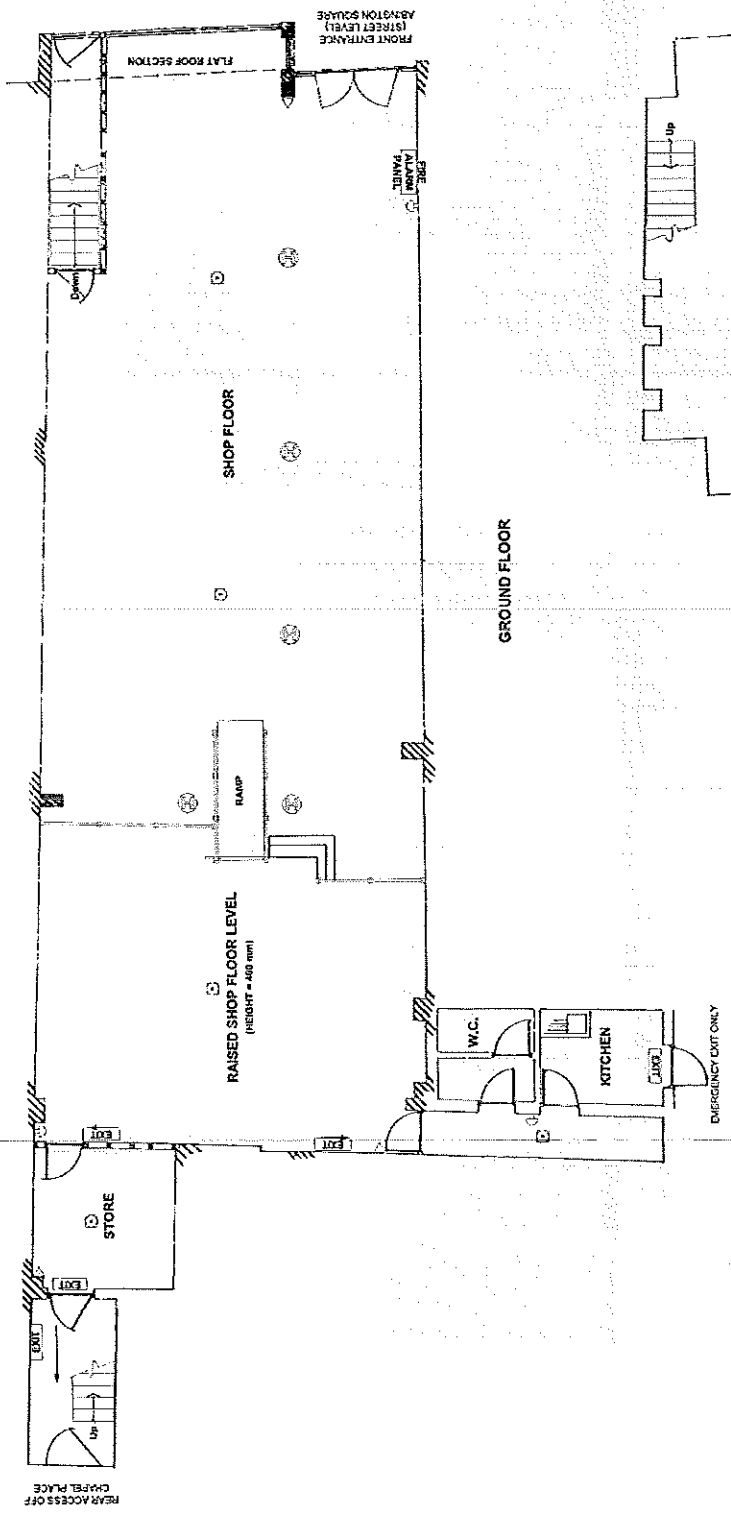 REAR ACCESS OFF
CHAPEL PLACE
Up
EXIT
EXIT
STORE
EXIT
EXIT
RAISED SHOP FLOOR LEVEL
(HEIGHT = 400 mm)
W.C.
KITCHEN
EXIT
EMERGENCY EXIT ONLY
RAMP
SHOP FLOOR
GROUND FLOOR
Down
FLAT ROOF SECTION
FIRE
ALARM
PANEL
FRONT ENTRANCE
(STREET LEVEL)
ABINGTON SQUARE
Up